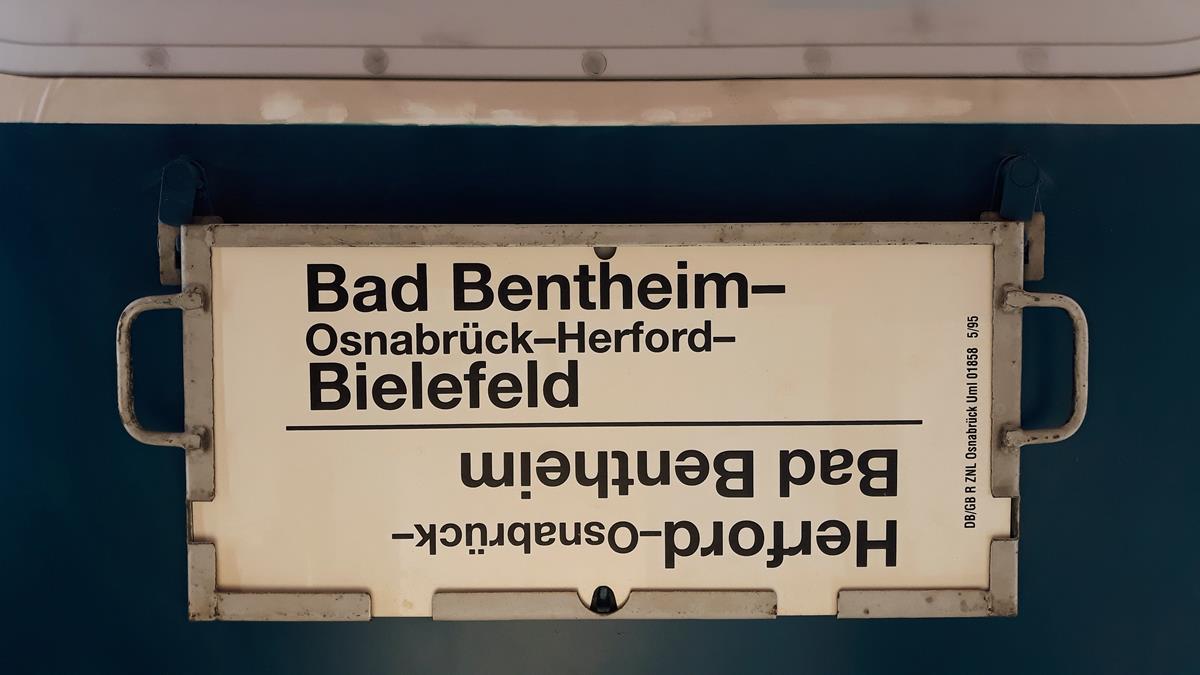 Bad Bentheim–
Osnabrück–Herford–
Bielefeld
Herford–Osnabrück–
Bad Bentheim
DB/GB R ZNL Osnabrück Uml 01858 5/95